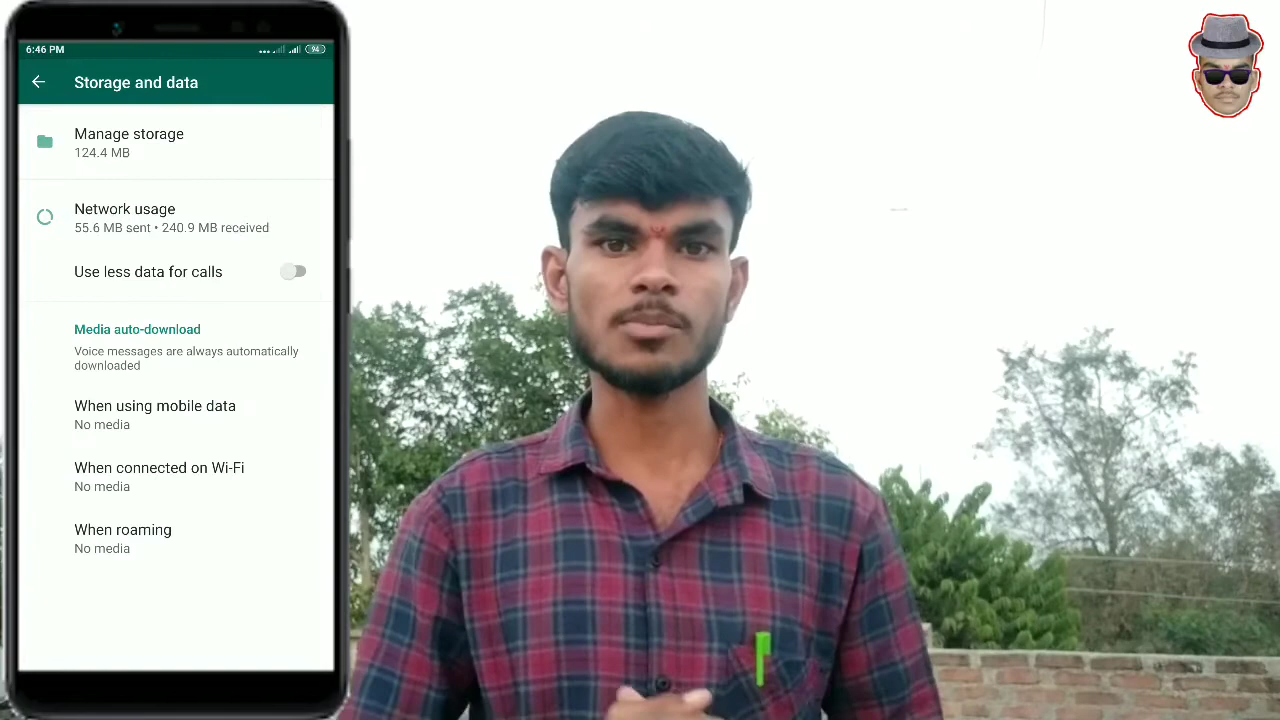 6:46 PM
94
Storage and data
Manage storage
124.4 MB
Network usage
55.6 MB sent • 240.9 MB received
Use less data for calls
Media auto-download
Voice messages are always automatically
downloaded
When using mobile data
No media
When connected on Wi-Fi
No media
When roaming
No media